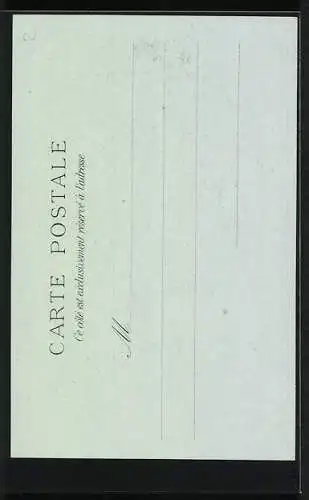 CARTE POSTALE
Ce côté est exclusivement réservé à l'adresse
M